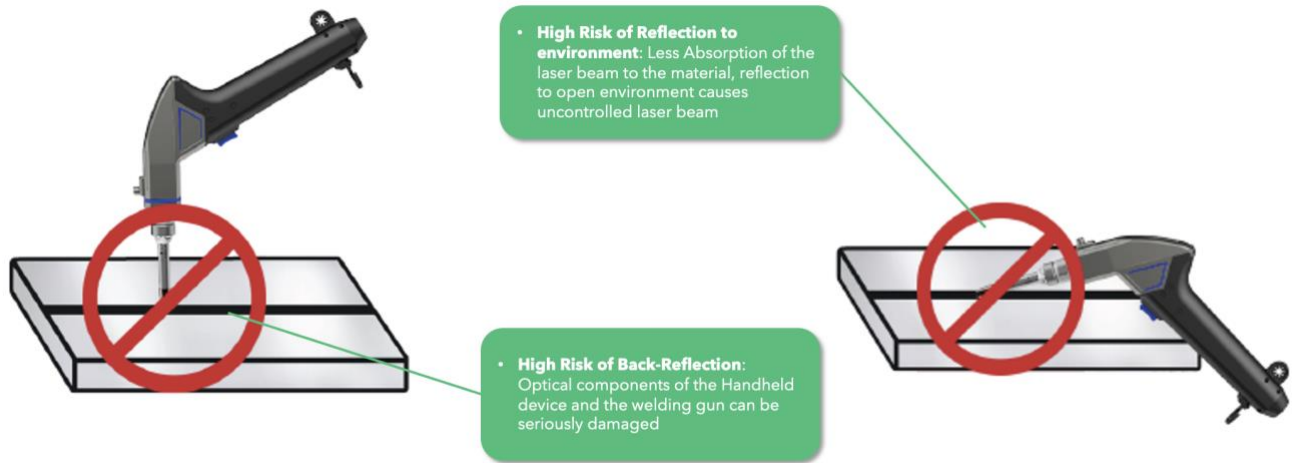 • High Risk of Reflection to
environment: Less Absorption of the
laser beam to the material, reflection
to open environment causes
uncontrolled laser beam
• High Risk of Back-Reflection:
Optical components of the Handheld
device and the welding gun can be
seriously damaged